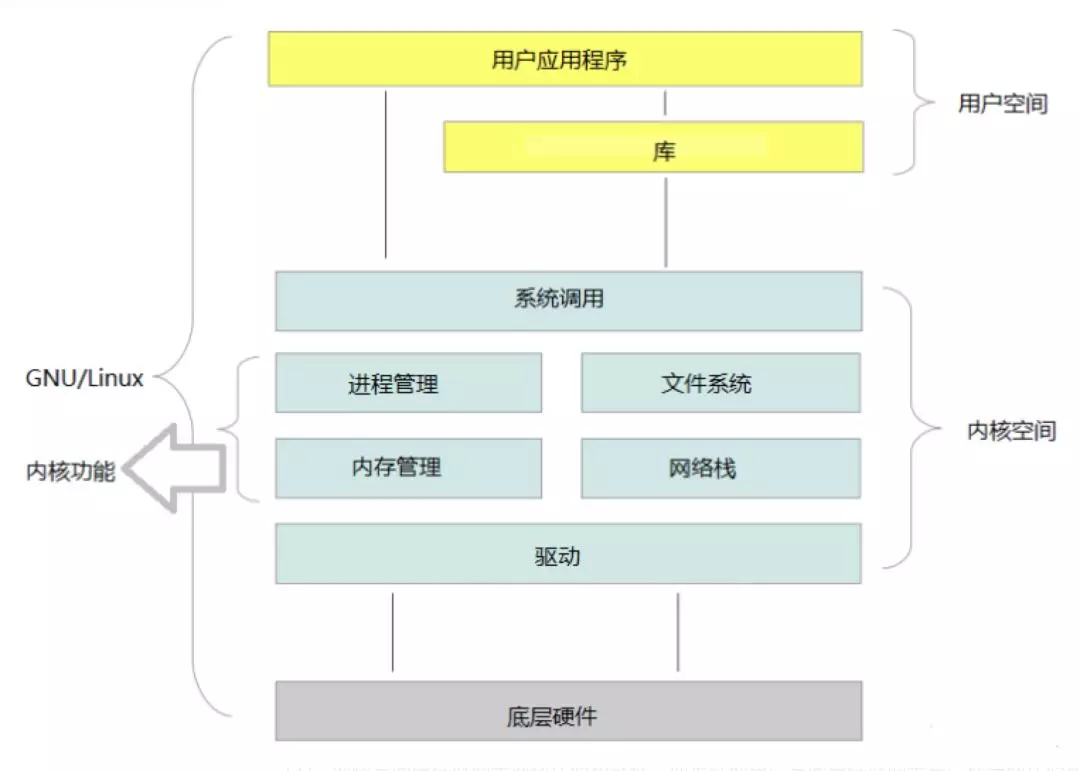 用户应用程序
用户空间
库
系统调用
GNU/Linux
进程管理
文件系统
内核空间
内核功能
内存管理
网络栈
驱动
底层硬件